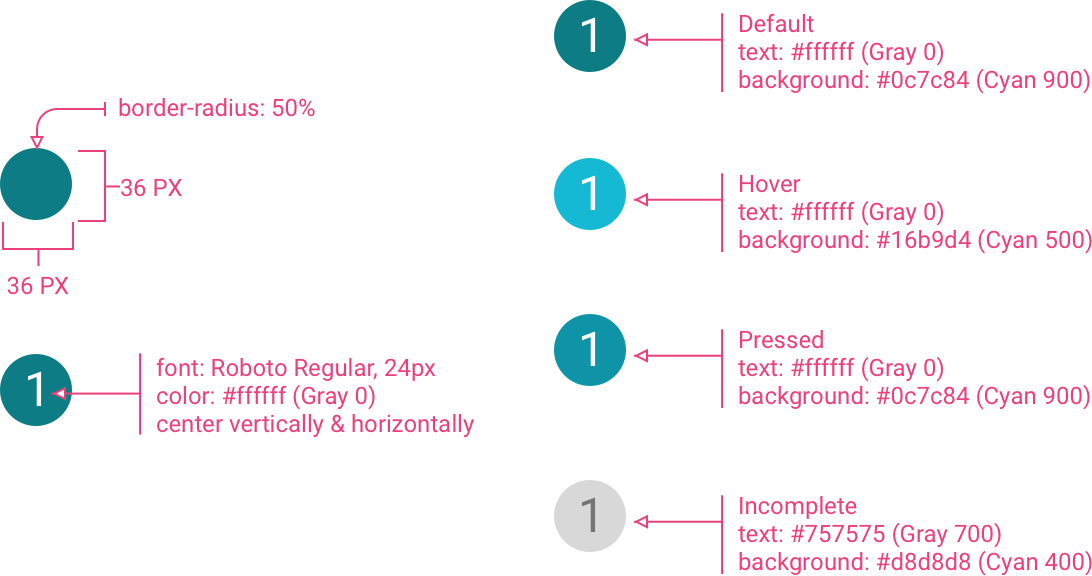 border-radius: 50%
36 PX
36 PX
1
font: Roboto Regular, 24px
color: #ffffff (Gray 0)
center vertically & horizontally
1
Default
text: #ffffff (Gray 0)
background: #0c7c84 (Cyan 900)
1
Hover
text: #ffffff (Gray 0)
background: #16b9d4 (Cyan 500)
1
Pressed
text: #ffffff (Gray 0)
background: #0c7c84 (Cyan 900)
1
Incomplete
text: #757575 (Gray 700)
background: #d8d8d8 (Cyan 400)